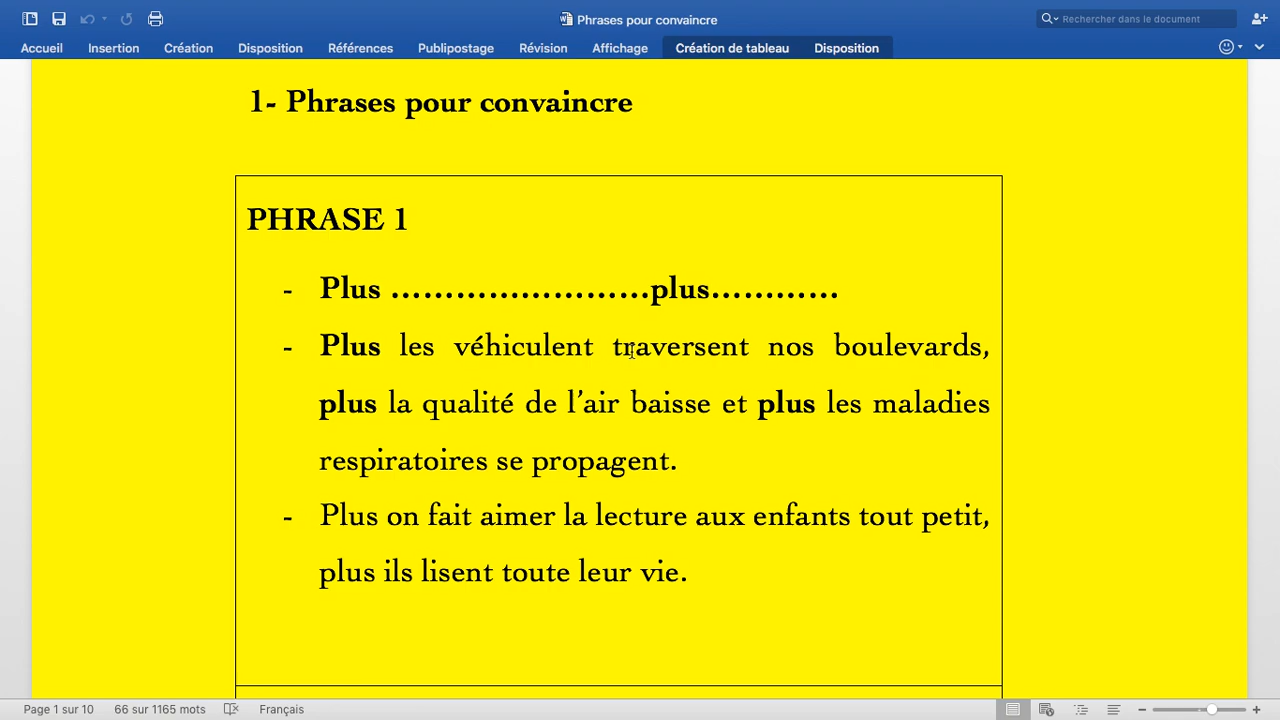 Phrases pour convaincre
Rechercher dans le document
Accueil Insertion Création Disposition Références Publipostage Révision Affichage Création de tableau Disposition
1- Phrases pour convaincre
PHRASE 1
- Plus ……………………..plus…………
- Plus les véhiculent traversent nos boulevards,
plus la qualité de l’air baisse et plus les maladies
respiratoires se propagent.
- Plus on fait aimer la lecture aux enfants tout petit,
plus ils lisent toute leur vie.
Page 1 sur 10 66 sur 1165 mots Français